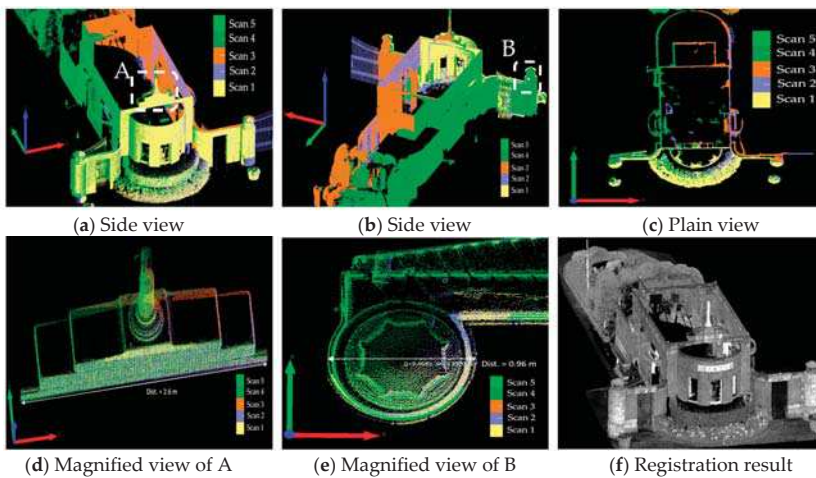 A
Scan 5
Scan 4
Scan 3
Scan 2
Scan 1
B
Scan 5
Scan 4
Scan 3
Scan 2
Scan 1
Scan 5
Scan 4
Scan 3
Scan 2
Scan 1
(a) Side view
(b) Side view
(c) Plain view
Scan 5
Scan 4
Scan 3
Scan 2
Scan 1
Dist. = 0.96 m
Scan 5
Scan 4
Scan 3
Scan 2
Scan 1
(d) Magnified view of A
(e) Magnified view of B
(f) Registration result